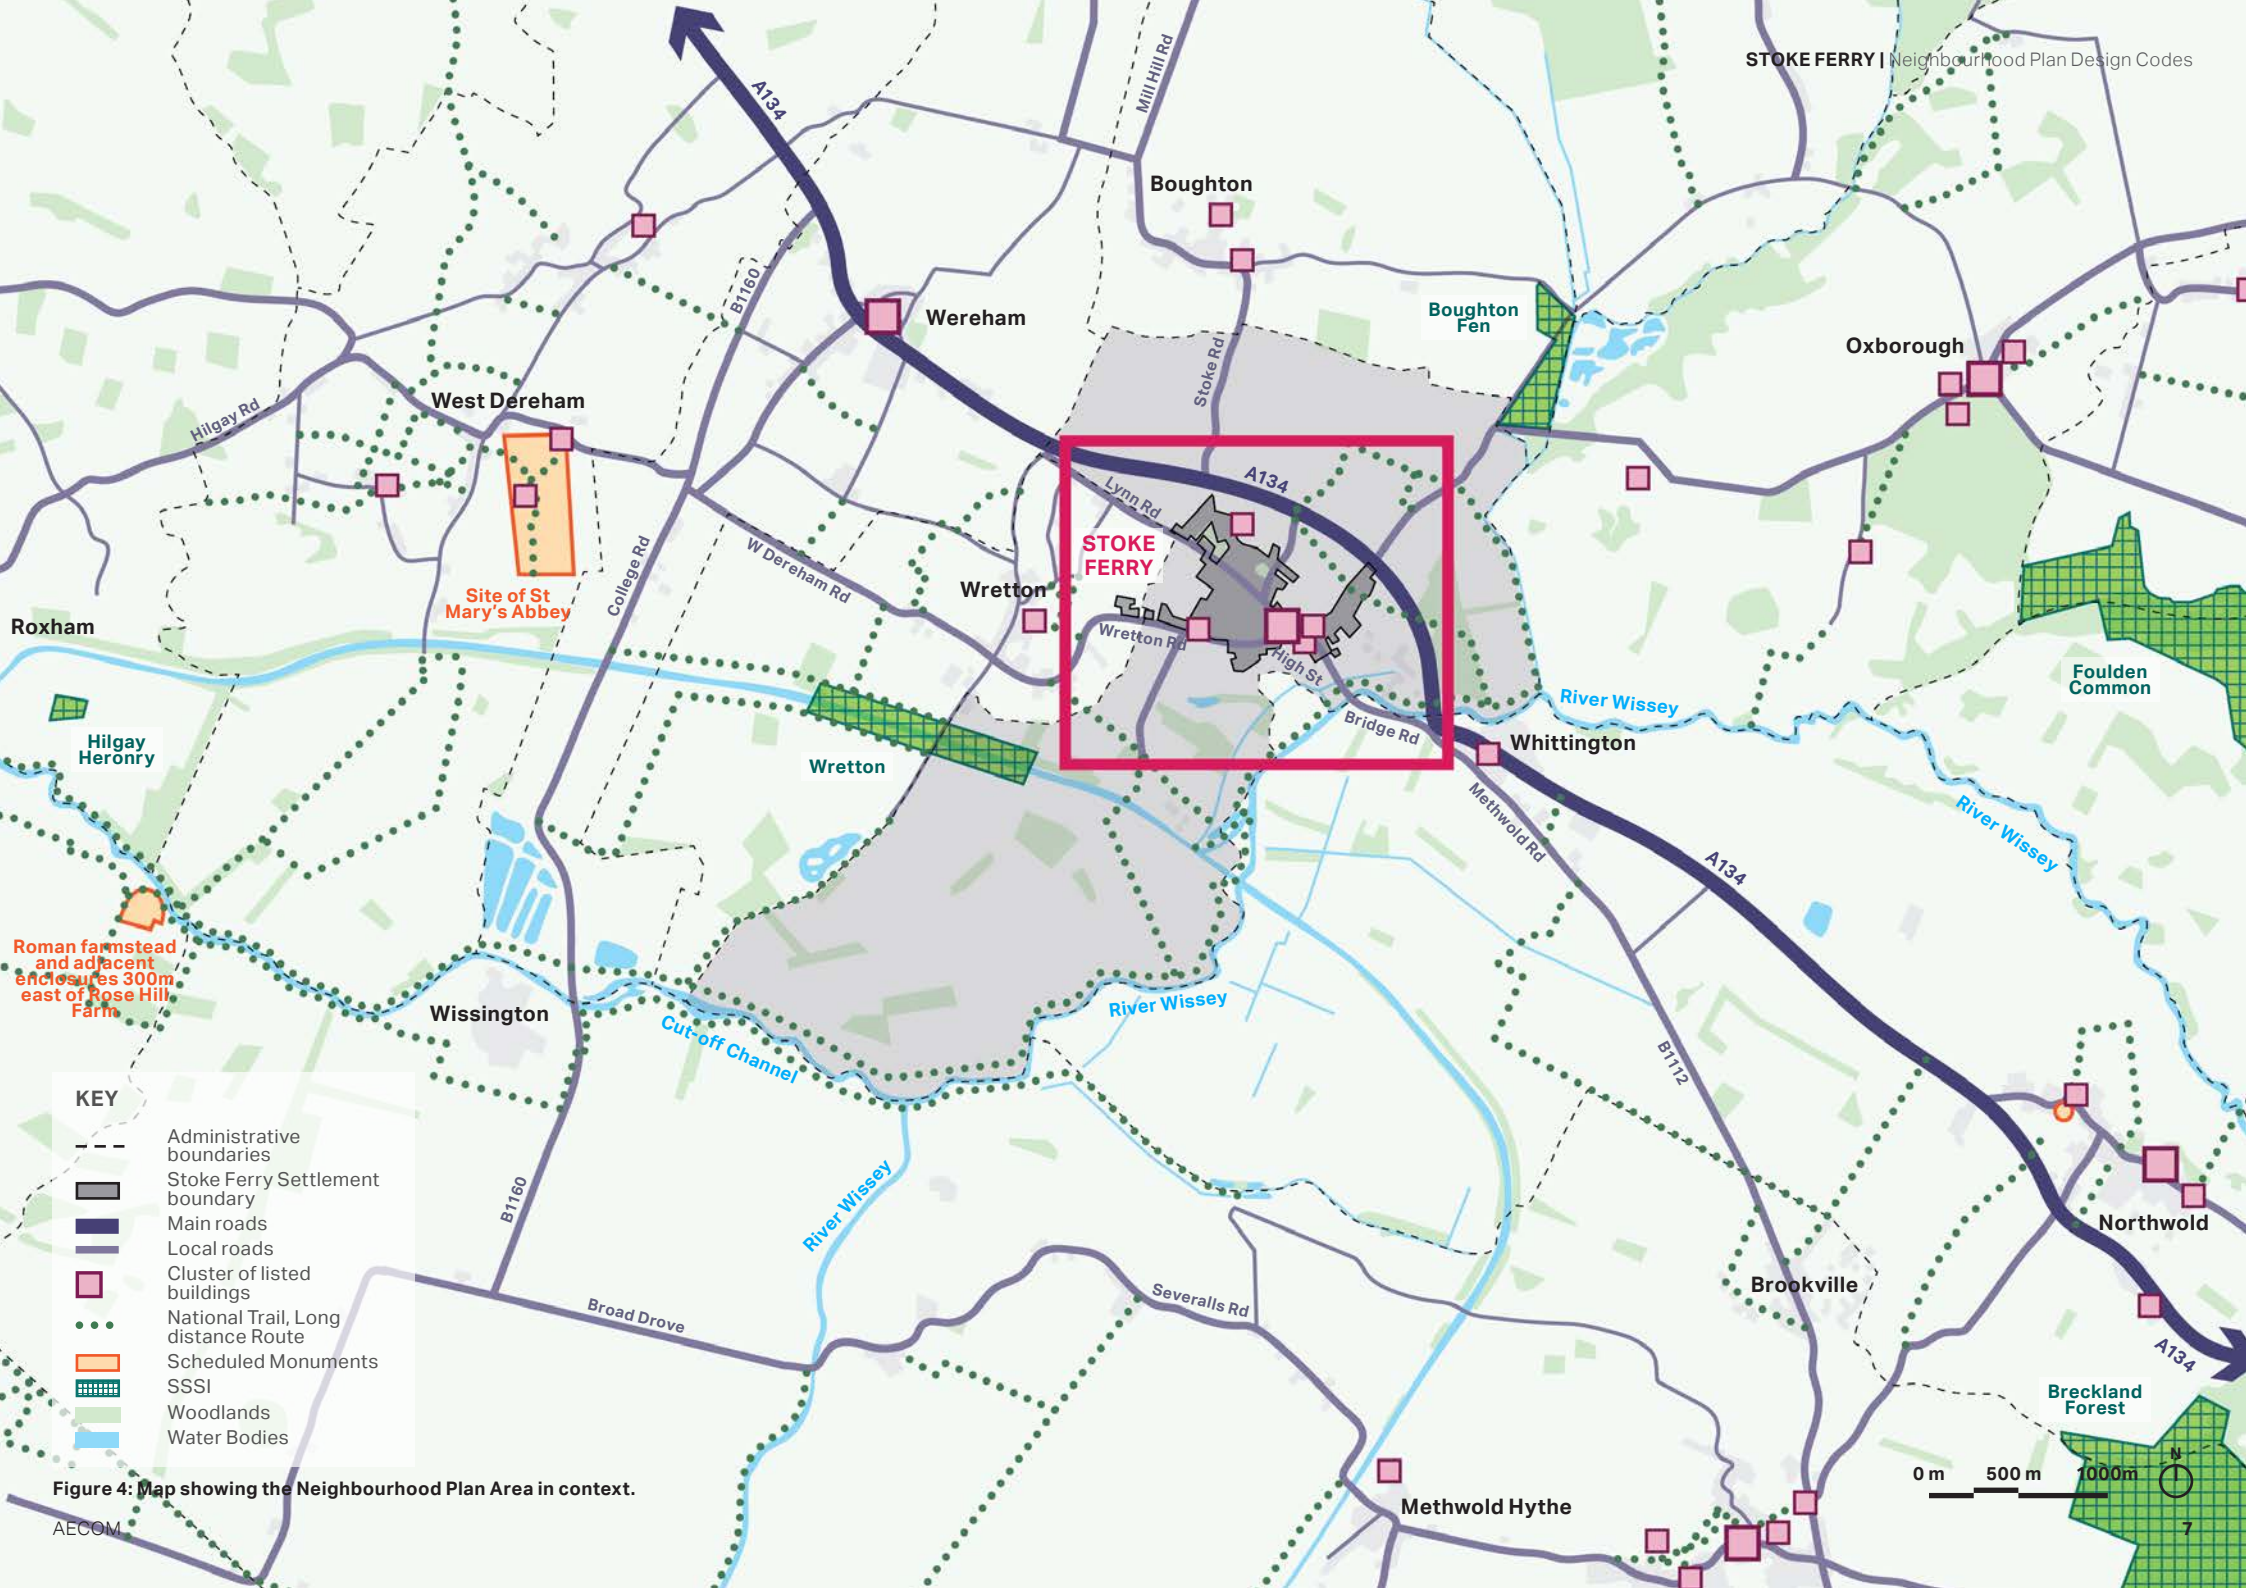 STOKE FERRY | Neighbourhood Plan Design Codes
A134
Mill Hill Rd
Boughton
B1160
Wereham
Boughton
Fen
Stoke Rd
Oxborough
West Dereham
Hilgay Rd
A134
Lynn Rd
STOKE
FERRY
College Rd
W Dereham Rd
Site of St
Mary's Abbey
Wretton
Roxham
Wretton Rd
High St
Foulden
Common
River Wissey
Bridge Rd
Hilgay
Heronry
Wretton
Whittington
Methwold Rd
River Wissey
A134
Roman farmstead
and adjacent
enclosures 300m
east of Rose Hill
Farm
Wissington
River Wissey
Cut-off Channel
B1112
KEY
Administrative
boundaries
Stoke Ferry Settlement
boundary
Main roads
Local roads
Cluster of listed
buildings
National Trail, Long
distance Route
Scheduled Monuments
SSSI
Woodlands
Water Bodies
B1160
River Wissey
Northwold
Brookville
Broad Drove
Severalls Rd
A134
Breckland
Forest
N
0 m 500 m 1000m
Methwold Hythe
Figure 4: Map showing the Neighbourhood Plan Area in context.
AECOM
7